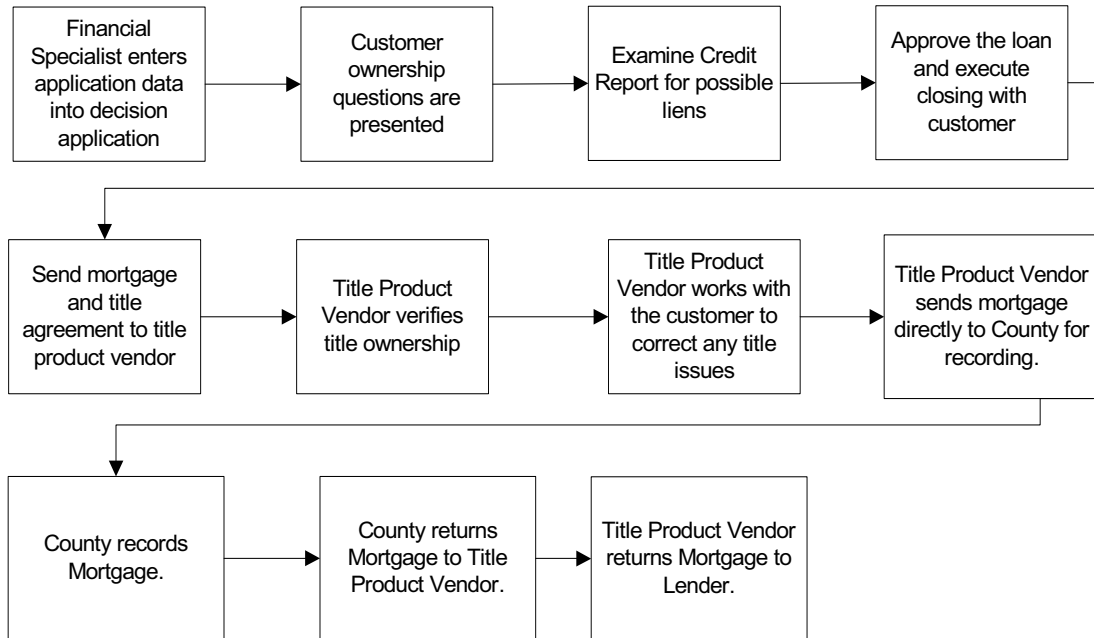 Financial
Specialist enters
application data
into decision
application
Customer
ownership
questions are
presented
Examine Credit
Report for possible
liens
Approve the loan
and execute
closing with
customer
Send mortgage
and title
agreement to title
product vendor
Title Product
Vendor verifies
title ownership
Title Product
Vendor works with
the customer to
correct any title
issues
Title Product Vendor
sends mortgage
directly to County for
recording.
County records
Mortgage.
County returns
Mortgage to Title
Product Vendor.
Title Product Vendor
returns Mortgage to
Lender.